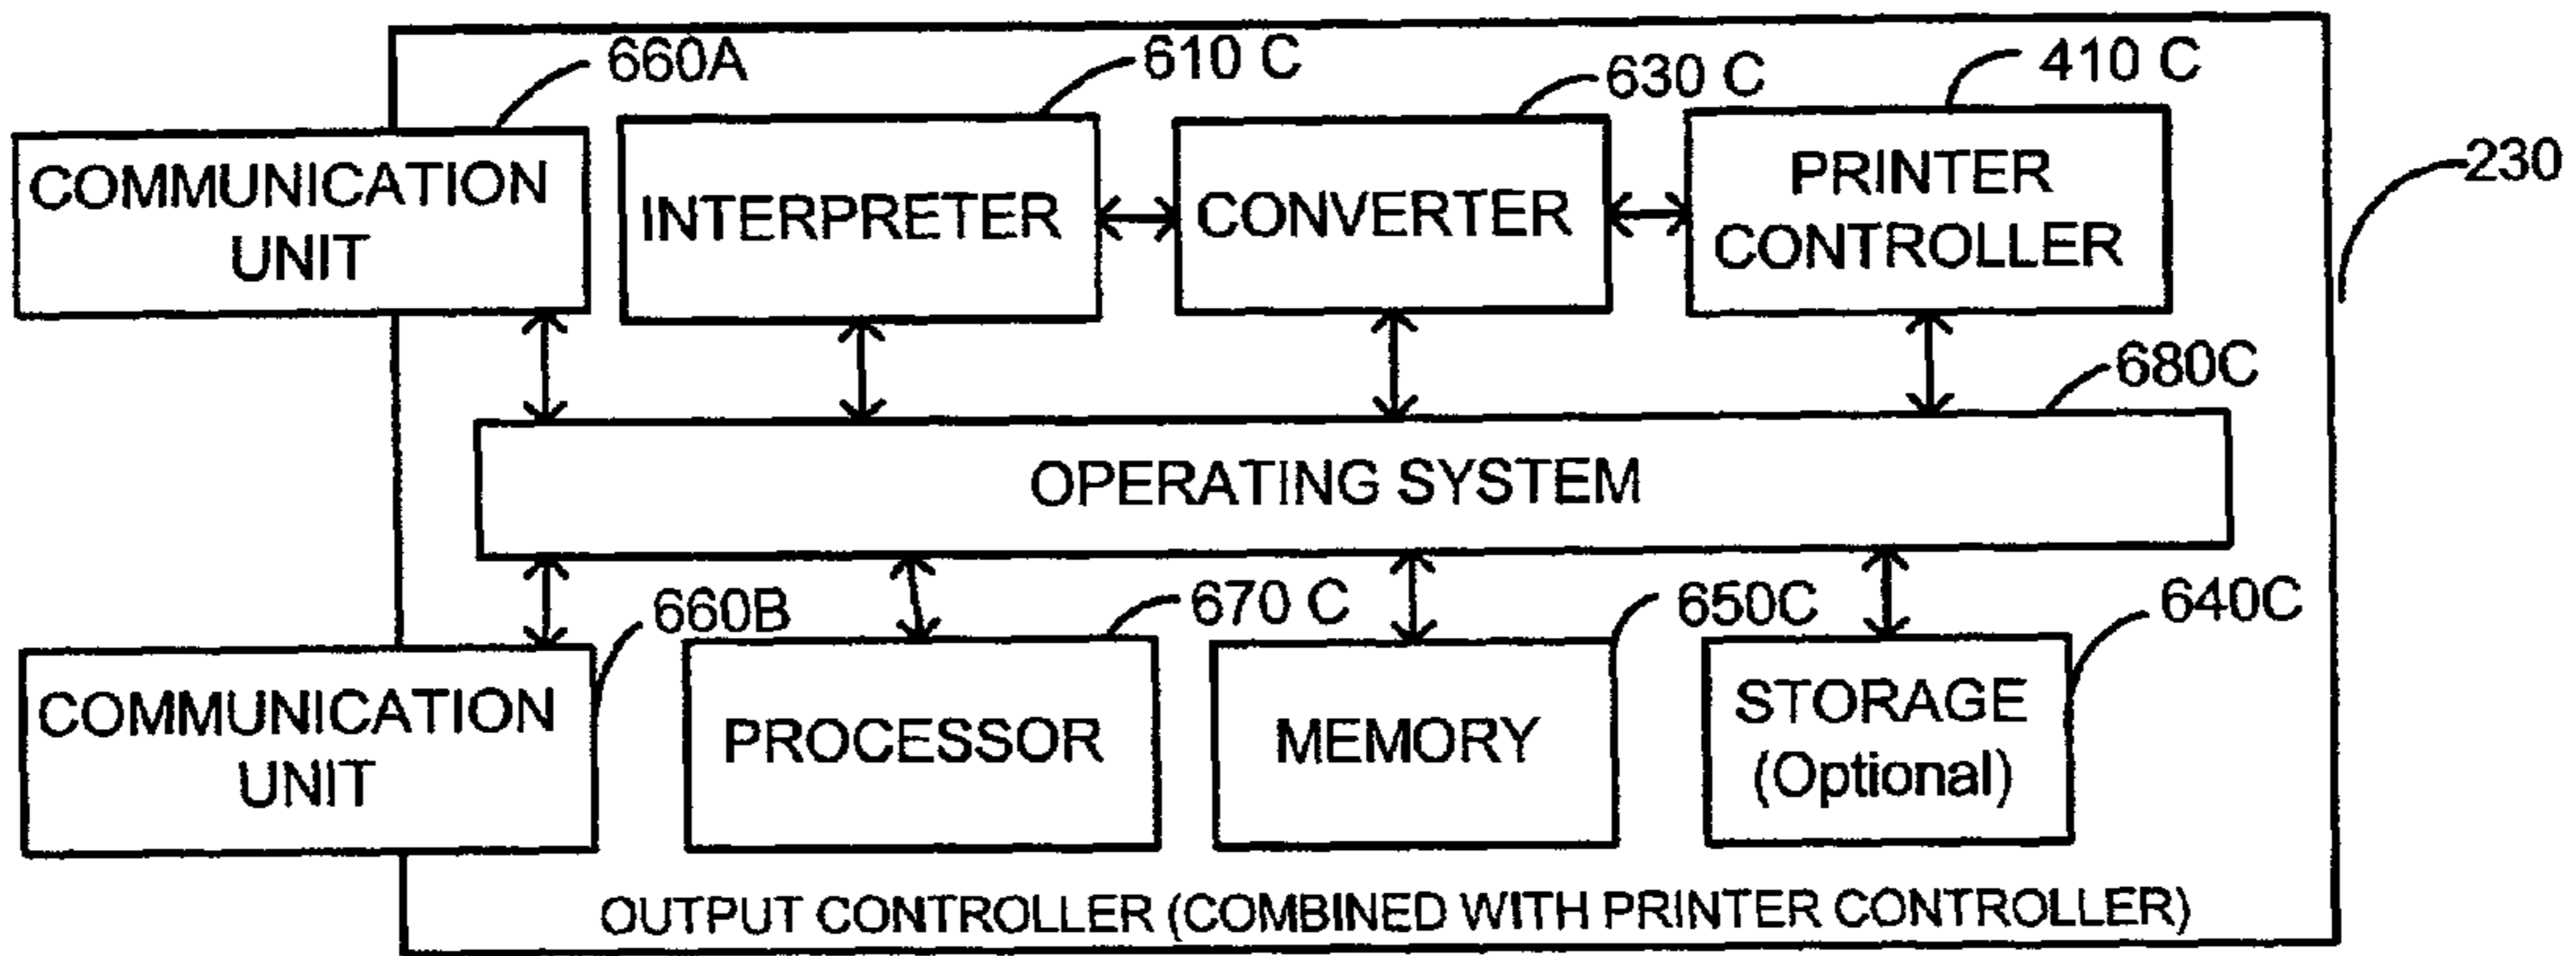 660A
610 C
630 C
410 C
230
COMMUNICATION
UNIT
INTERPRETER
CONVERTER
PRINTER
CONTROLLER
680C
OPERATING SYSTEM
660B
670 C
650C
640C
COMMUNICATION
UNIT
PROCESSOR
MEMORY
STORAGE
(Optional)
OUTPUT CONTROLLER (COMBINED WITH PRINTER CONTROLLER)